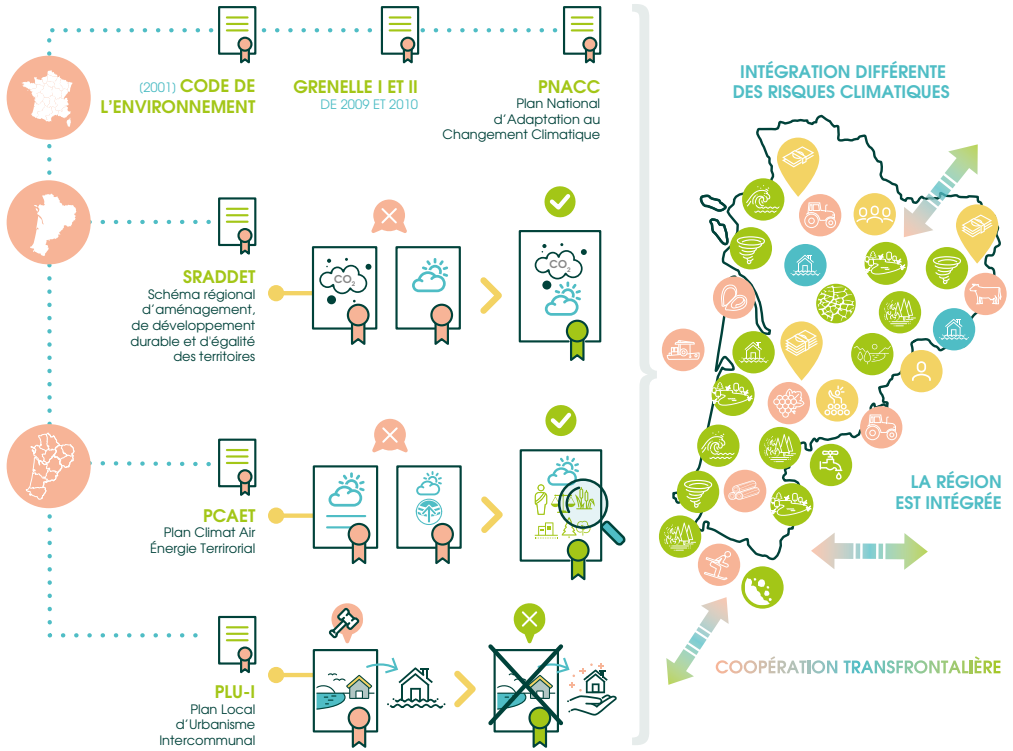 (2001) CODE DE
L'ENVIRONNEMENT
GRENELLE I ET II
DE 2009 ET 2010
PNACC
Plan National
d'Adaptation au
Changement Climatique
SRADDET
Schéma régional
d'aménagement,
de développement
durable et d'égalité
des territoires
CO2
CO2
PCAET
Plan Climat Air
Énergie Terrirorial
PLU-I
Plan Local
d'Urbanisme
Intercommunal
INTÉGRATION DIFFÉRENTE
DES RISQUES CLIMATIQUES
LA RÉGION
EST INTÉGRÉE
COOPÉRATION TRANSFRONTALIÈRE